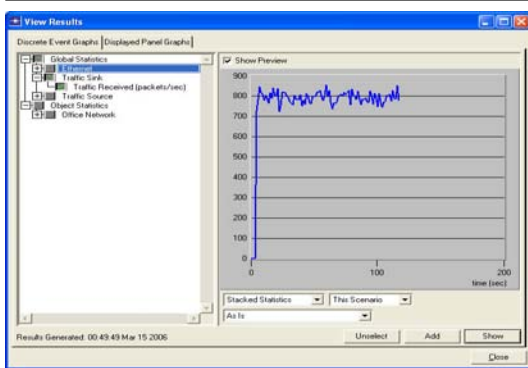 View Results
Discrete Event Graphs Displayed Panel Graphs
Global Statistics
Ethernet
Traffic Sink
Traffic Received (packets/sec)
Traffic Source
Object Statistics
Office Network
Show Preview
900
800
700
600
500
400
300
200
100
0
0 100 200
time (sec)
Stacked Statistics This Scenario
As Is
Results Generated: 00:49:49 Mar 15 2006
Unselect Add Show
Close